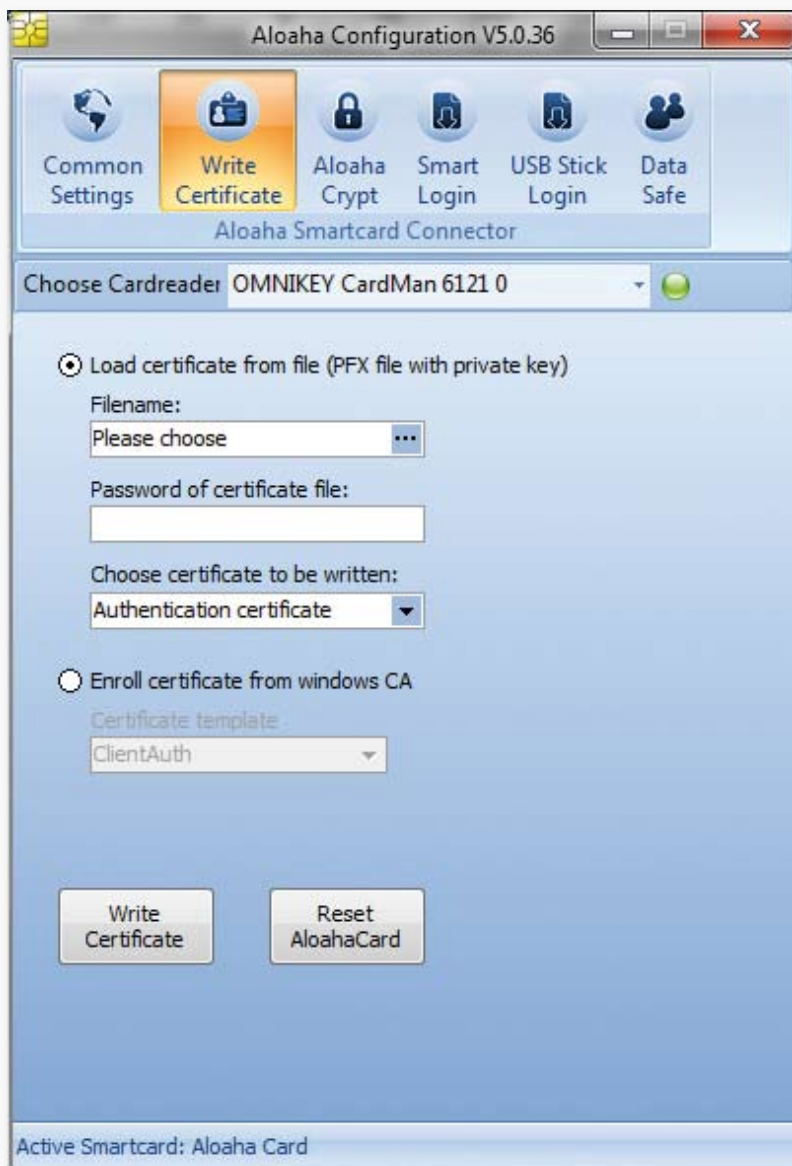 Aloaha Configuration V5.0.36
Common Settings
Write Certificate
Aloaha Crypt
Smart Login
USB Stick Login
Data Safe
Aloaha Smartcard Connector
Choose Cardreader OMNIKEY CardMan 6121 0
Load certificate from file (PFX file with private key)
Filename:
Please choose ...
Password of certificate file:
Choose certificate to be written:
Authentication certificate
Enroll certificate from windows CA
Certificate template
ClientAuth
Write Certificate
Reset AloahaCard
Active Smartcard: Aloaha Card